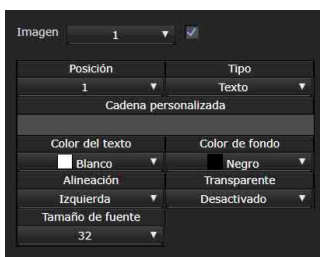 Imagen 1
Posición Tipo
1 Texto
Cadena personalizada
Color del texto Color de fondo
Blanco Negro
Alineación Transparente
Izquierda Desactivado
Tamaño de fuente
32